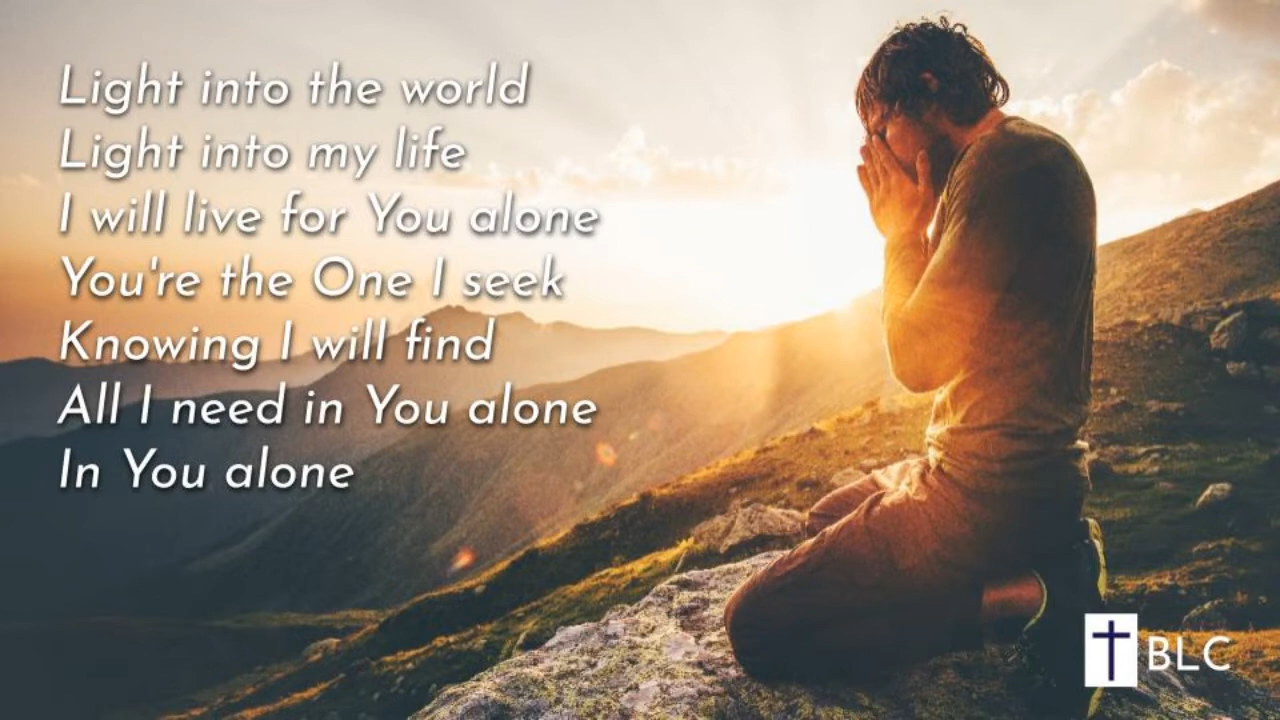 Light into the world
Light into my life
I will live for You alone
You're the One I seek
Knowing I will find
All I need in You alone
In You alone
BLC